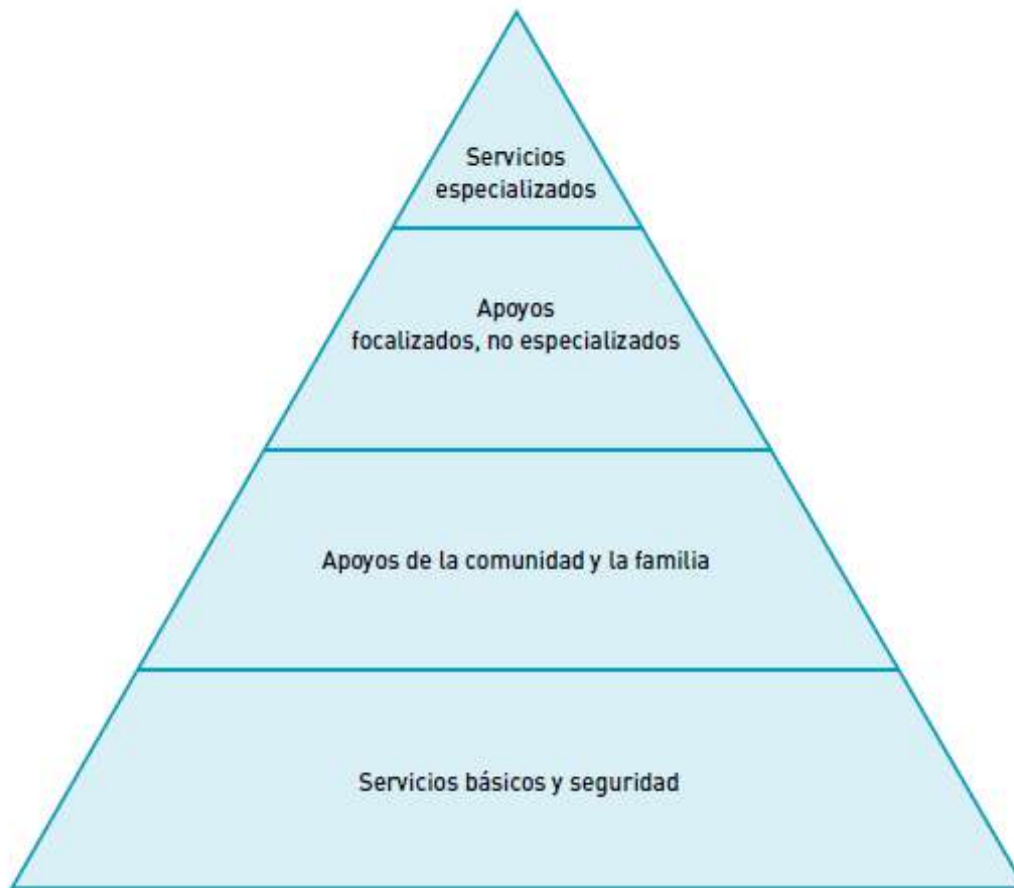 Servicios
especializados
Apoyos
focalizados, no especializados
Apoyos de la comunidad y la familia
Servicios básicos y seguridad